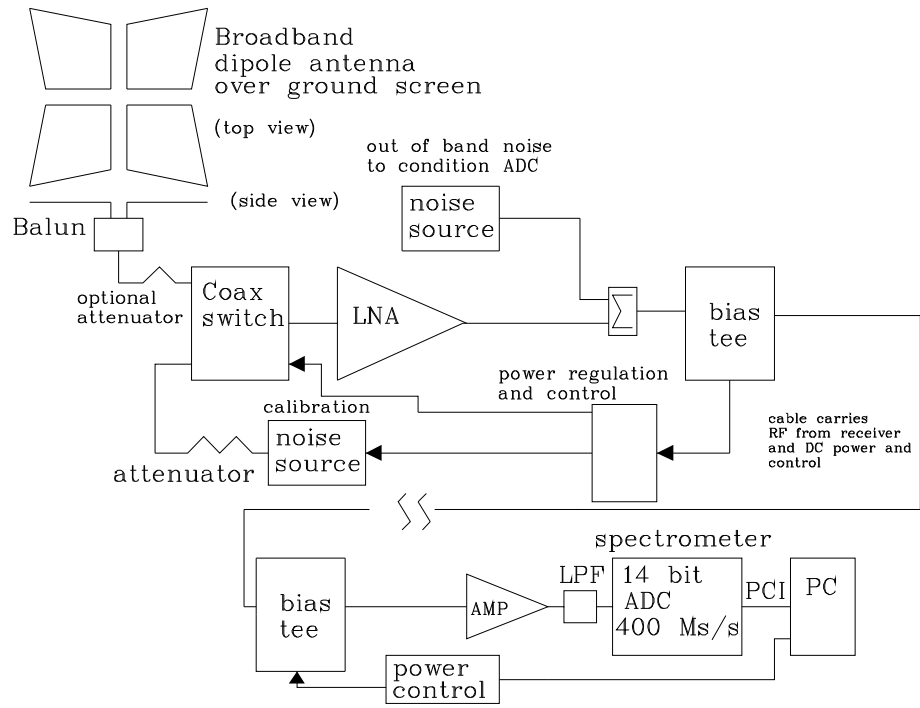 Broadband
dipole antenna
over ground screen
(top view)
out of band noise
to condition ADC
(side view)
noise
source
Balun
optional
attenuator
Coax
switch
LNA
Σ
bias
tee
power regulation
and control
calibration
noise
source
attenuator
cable carries
RF from receiver
and DC power and
control
spectrometer
bias
tee
AMP
LPF
14 bit
ADC
400 Ms/s
PCI
PC
power
control